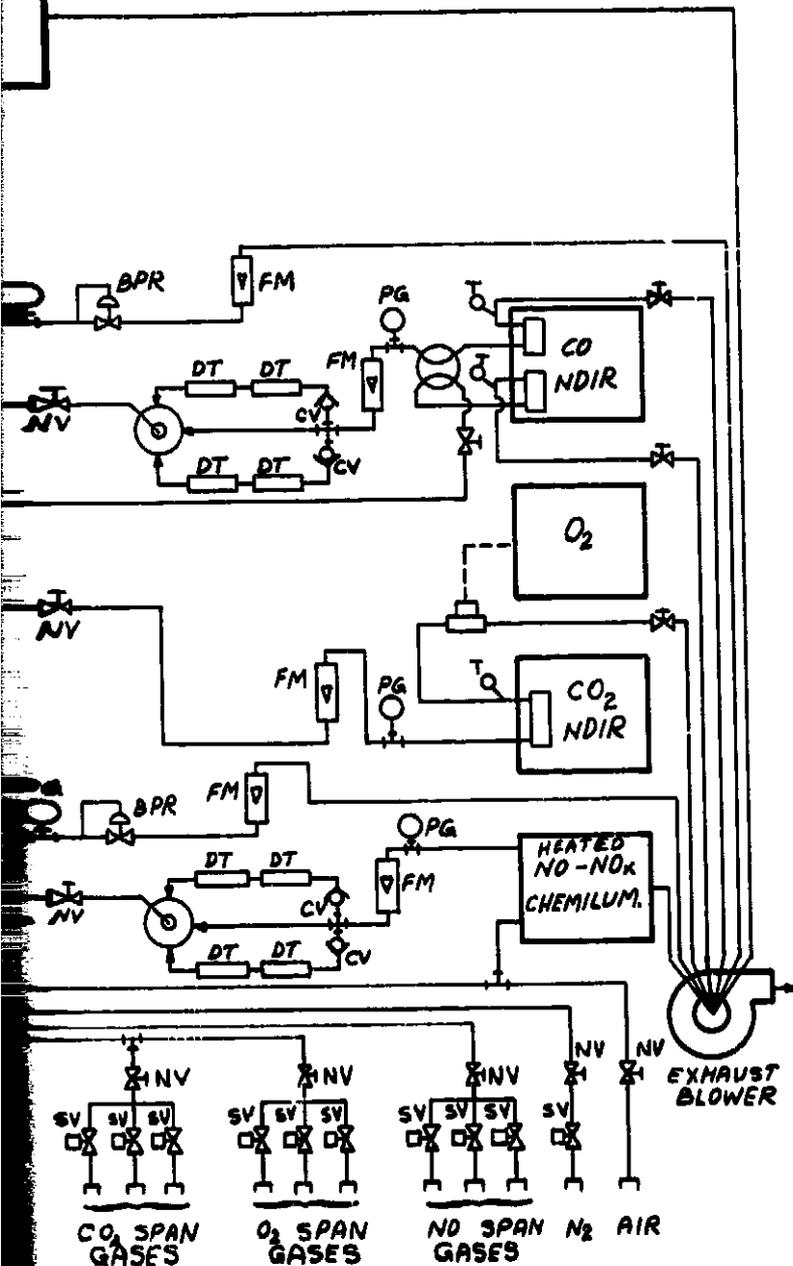 BPR
FM
PG
T
CO
NDIR
FM
T
DT
DT
NV
CV
DT
DT
CV
O₂
NV
FM
PG
T
CO₂
NDIR
BPR
FM
PG
HEATED
NO-NOx
CHEMILUM.
DT
DT
FM
NV
CV
DT
DT
CV
NV
NV
NV
NV
NV
EXHAUST
BLOWER
SV
SV
SV
SV
SV
SV
SV
SV
SV
SV
CO₂ SPAN
GASES
O₂ SPAN
GASES
NO SPAN
GASES
N₂
AIR